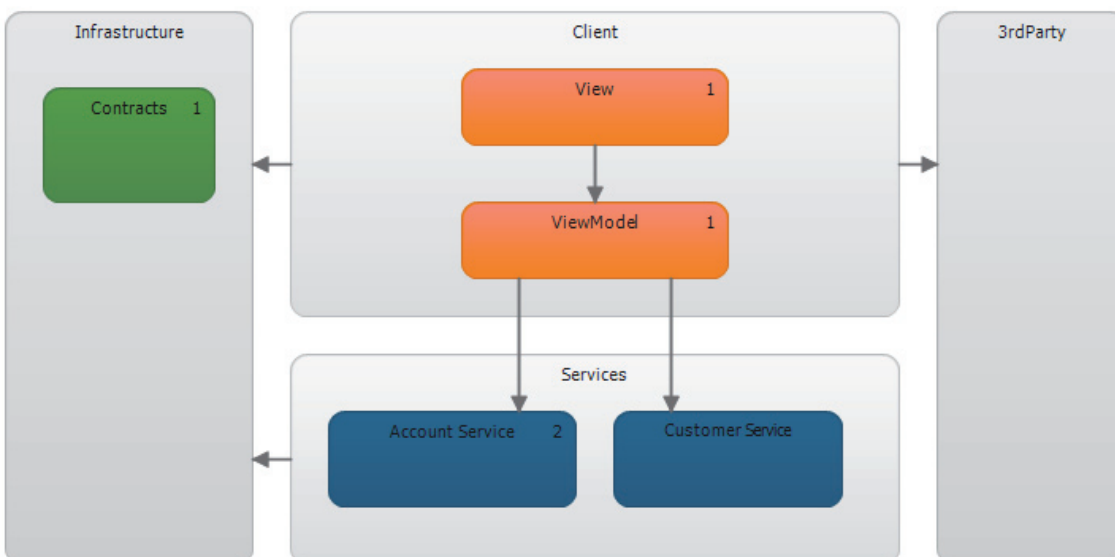 Infrastructure
Client
3rdParty
View 1
Contracts 1
ViewModel 1
Services
Account Service 2
Customer Service